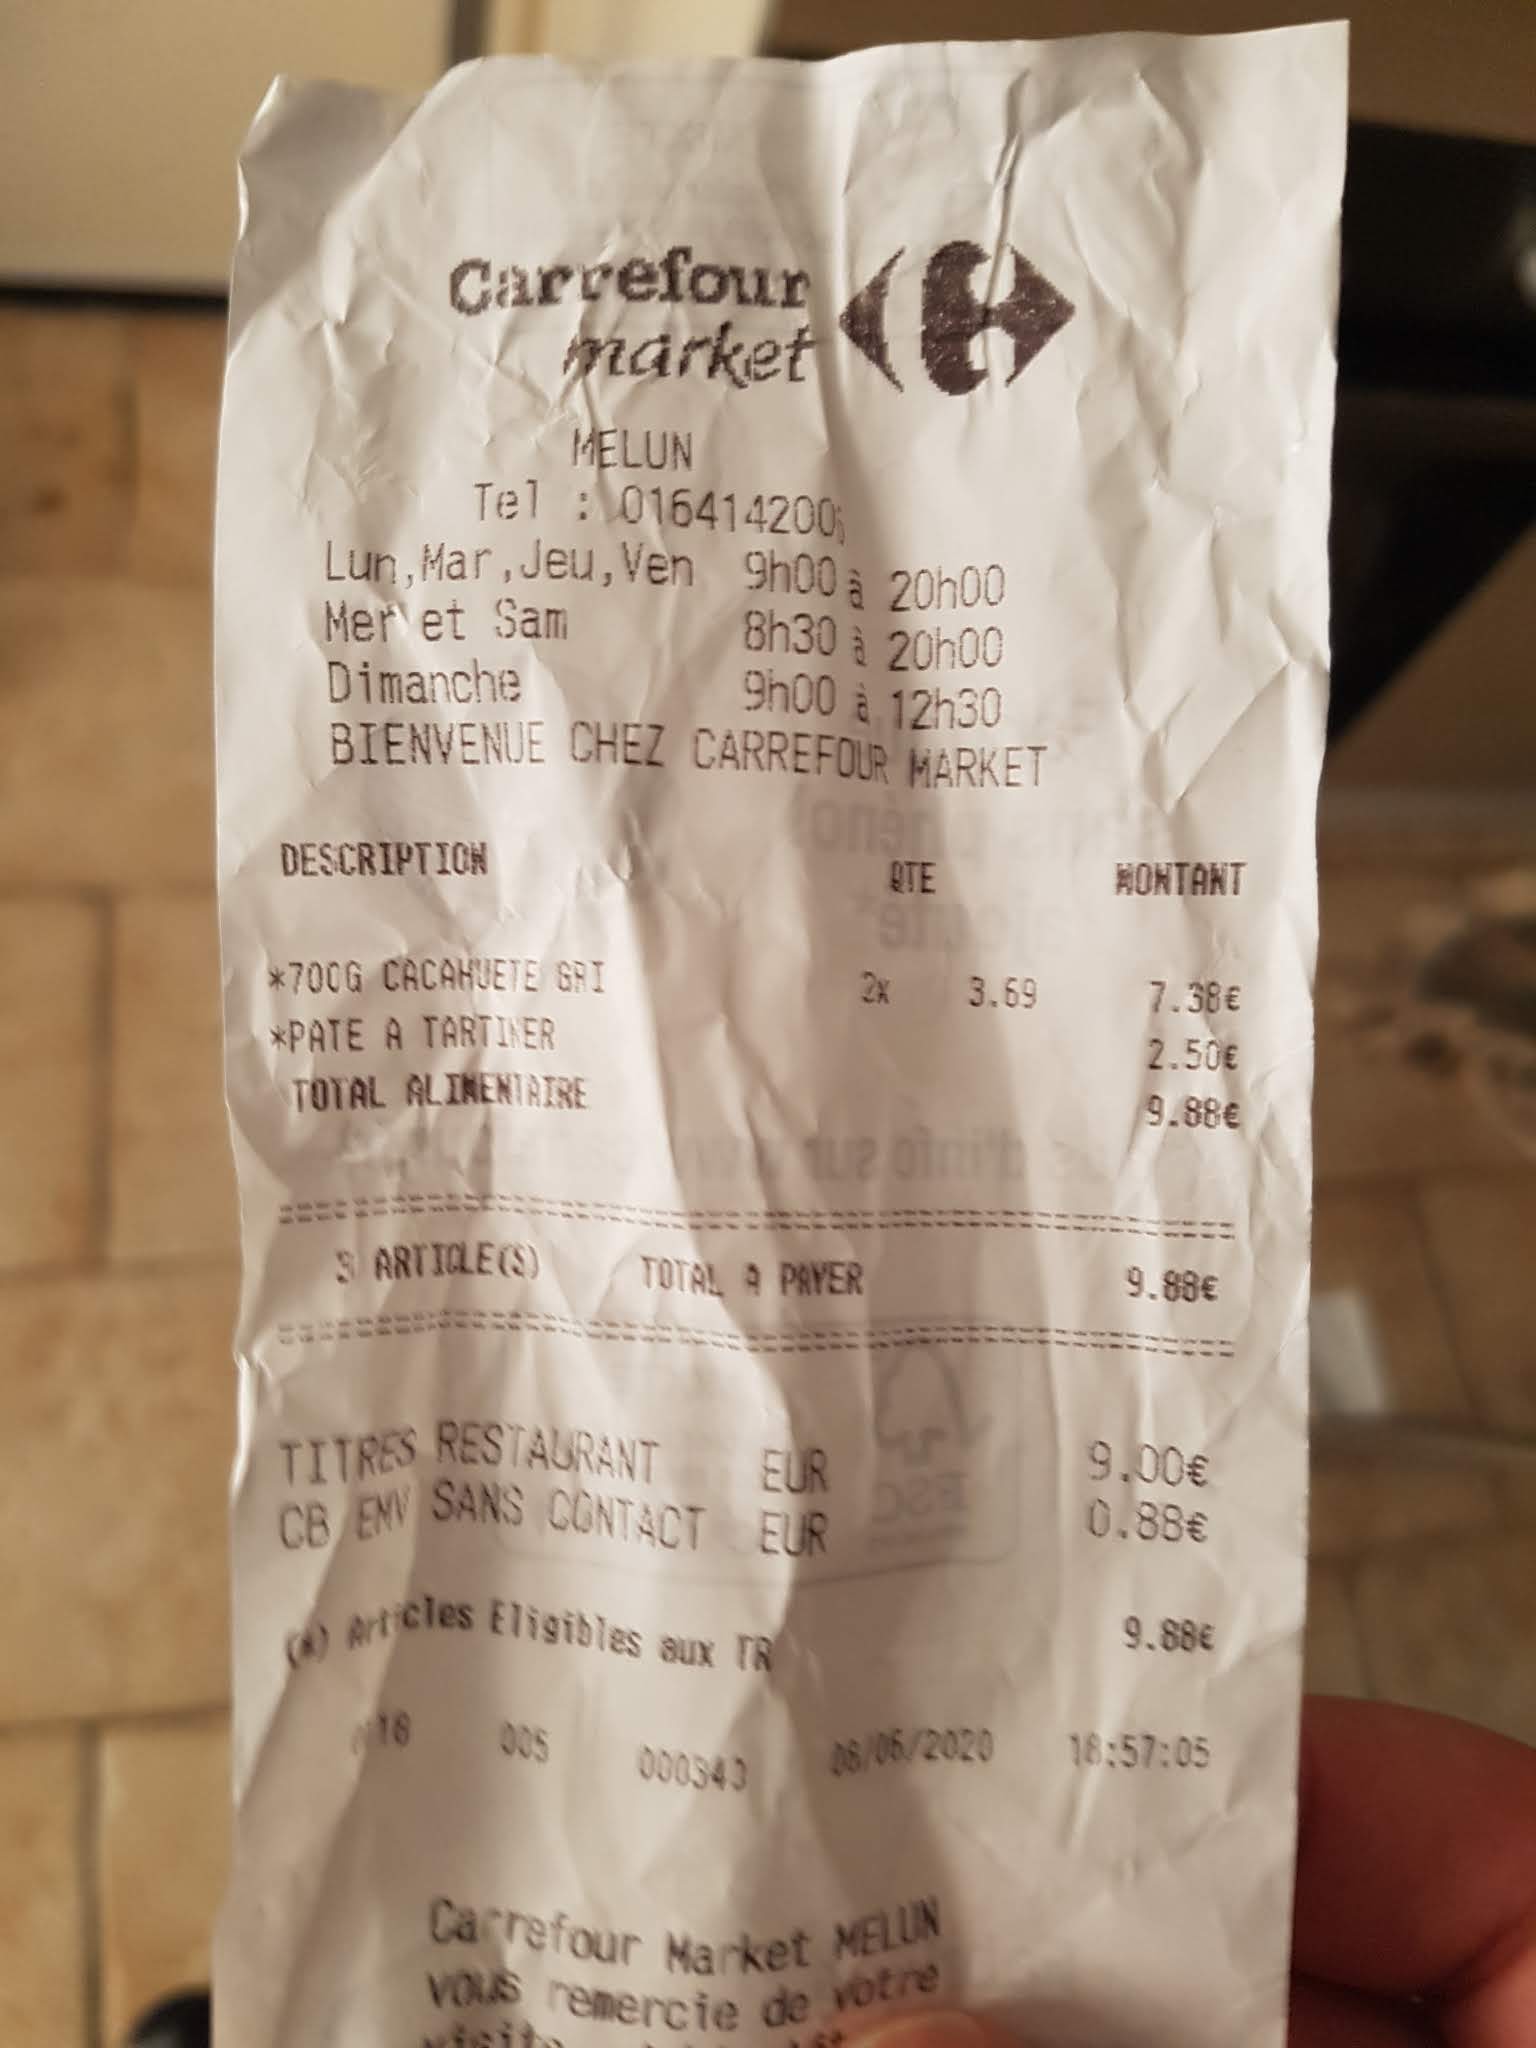 Carrefour
market
MELUN
Tel : 016414200
Lun,Mar,Jeu,Ven 9h00 à 20h00
Mer et Sam 8h30 à 20h00
Dimanche 9h00 à 12h30
BIENVENUE CHEZ CARREFOUR MARKET
DESCRIPTION QTE MONTANT
*700G CACAHUETE GRI 2X 3.69 7.38€
*PATE A TARTINER 2.50€
TOTAL ALIMENTAIRE 9.88€
3 ARTICLE(S) TOTAL A PAYER 9.88€
TITRES RESTAURANT EUR 9.00€
CB EMV SANS CONTACT EUR 0.88€
(*) Articles Eligibles aux TR 9.88€
005 000343 18:57:05
Carrefour Market MELUN
vous remercie de votre